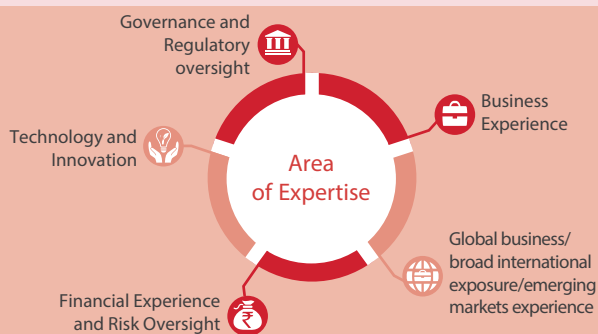 Governance and
Regulatory
oversight
Business
Experience
Technology and
Innovation
Area
of Expertise
Global business/
broad international
exposure/emerging
markets experience
Financial Experience
and Risk Oversight
₹